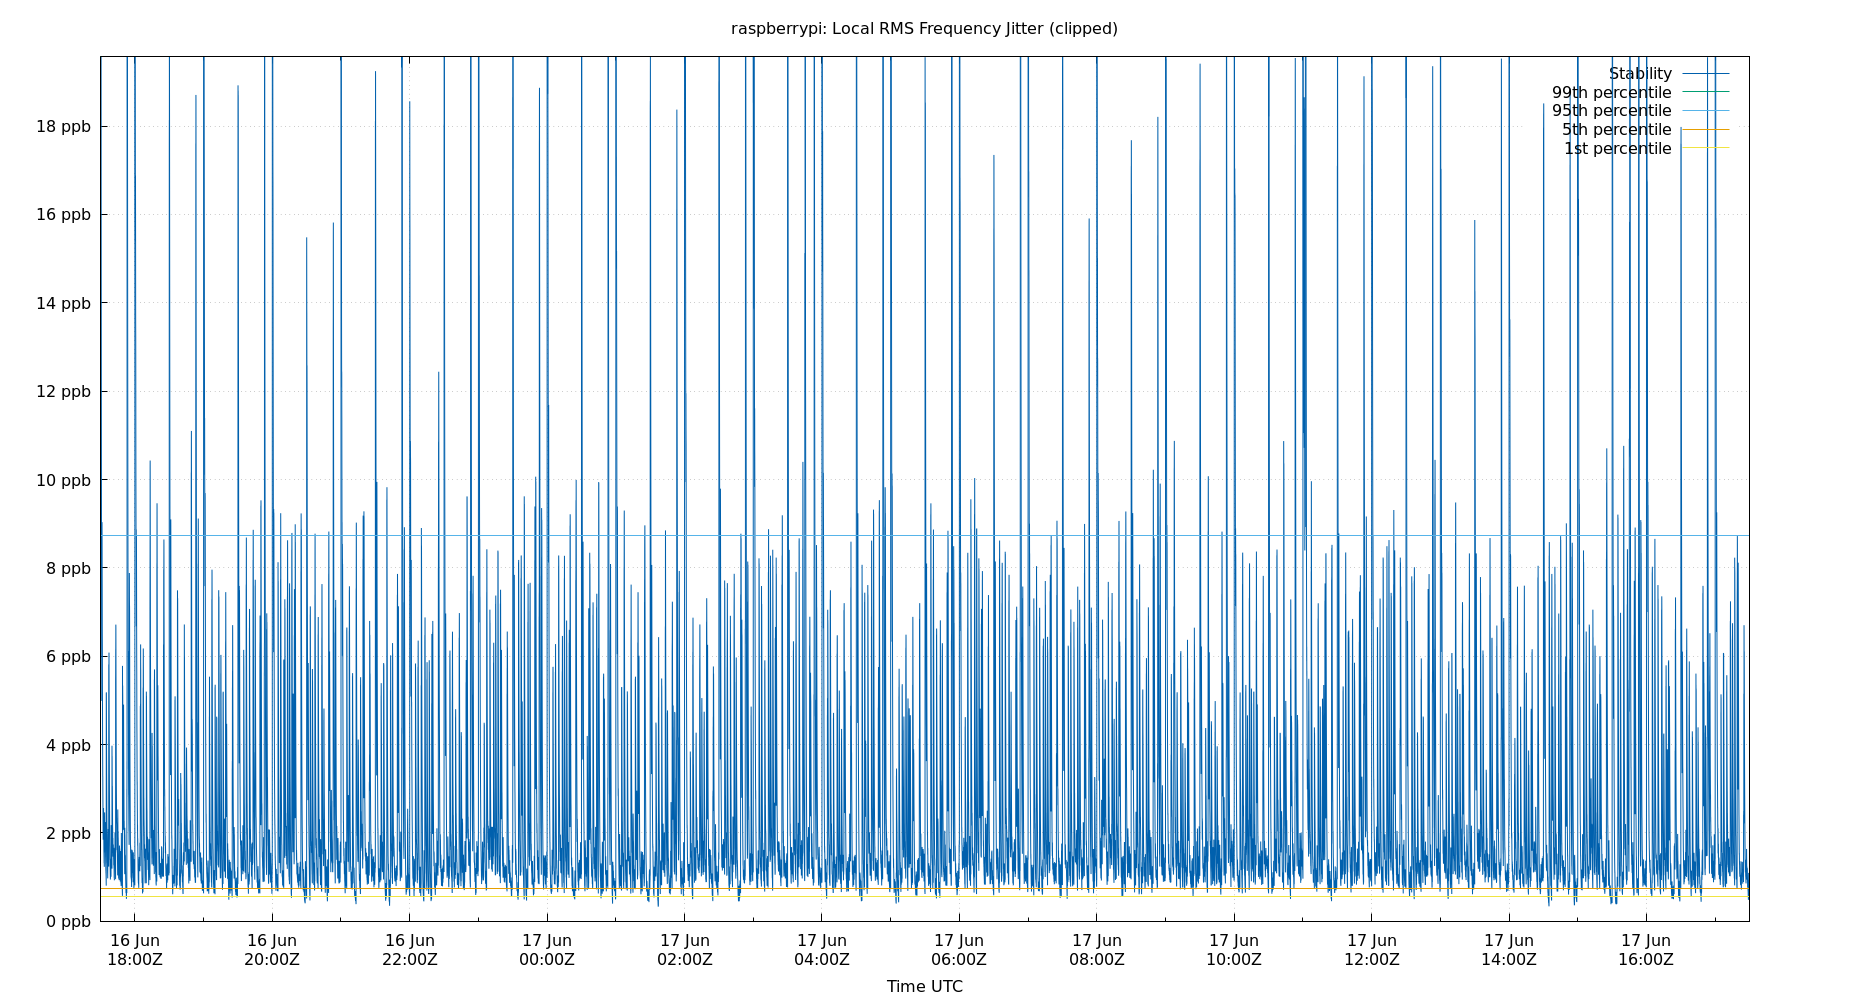 raspberrypi: Local RMS Frequency Jitter (clipped)
Stability
99th percentile
95th percentile
5th percentile
1st percentile
18 ppb
16 ppb
14 ppb
12 ppb
10 ppb
8 ppb
6 ppb
4 ppb
2 ppb
0 ppb
16 Jun 16 Jun 16 Jun 17 Jun 17 Jun 17 Jun 17 Jun 17 Jun 17 Jun 17 Jun 17 Jun 17 Jun
18:00Z 20:00Z 22:00Z 00:00Z 02:00Z 04:00Z 06:00Z 08:00Z 10:00Z 12:00Z 14:00Z 16:00Z
Time UTC